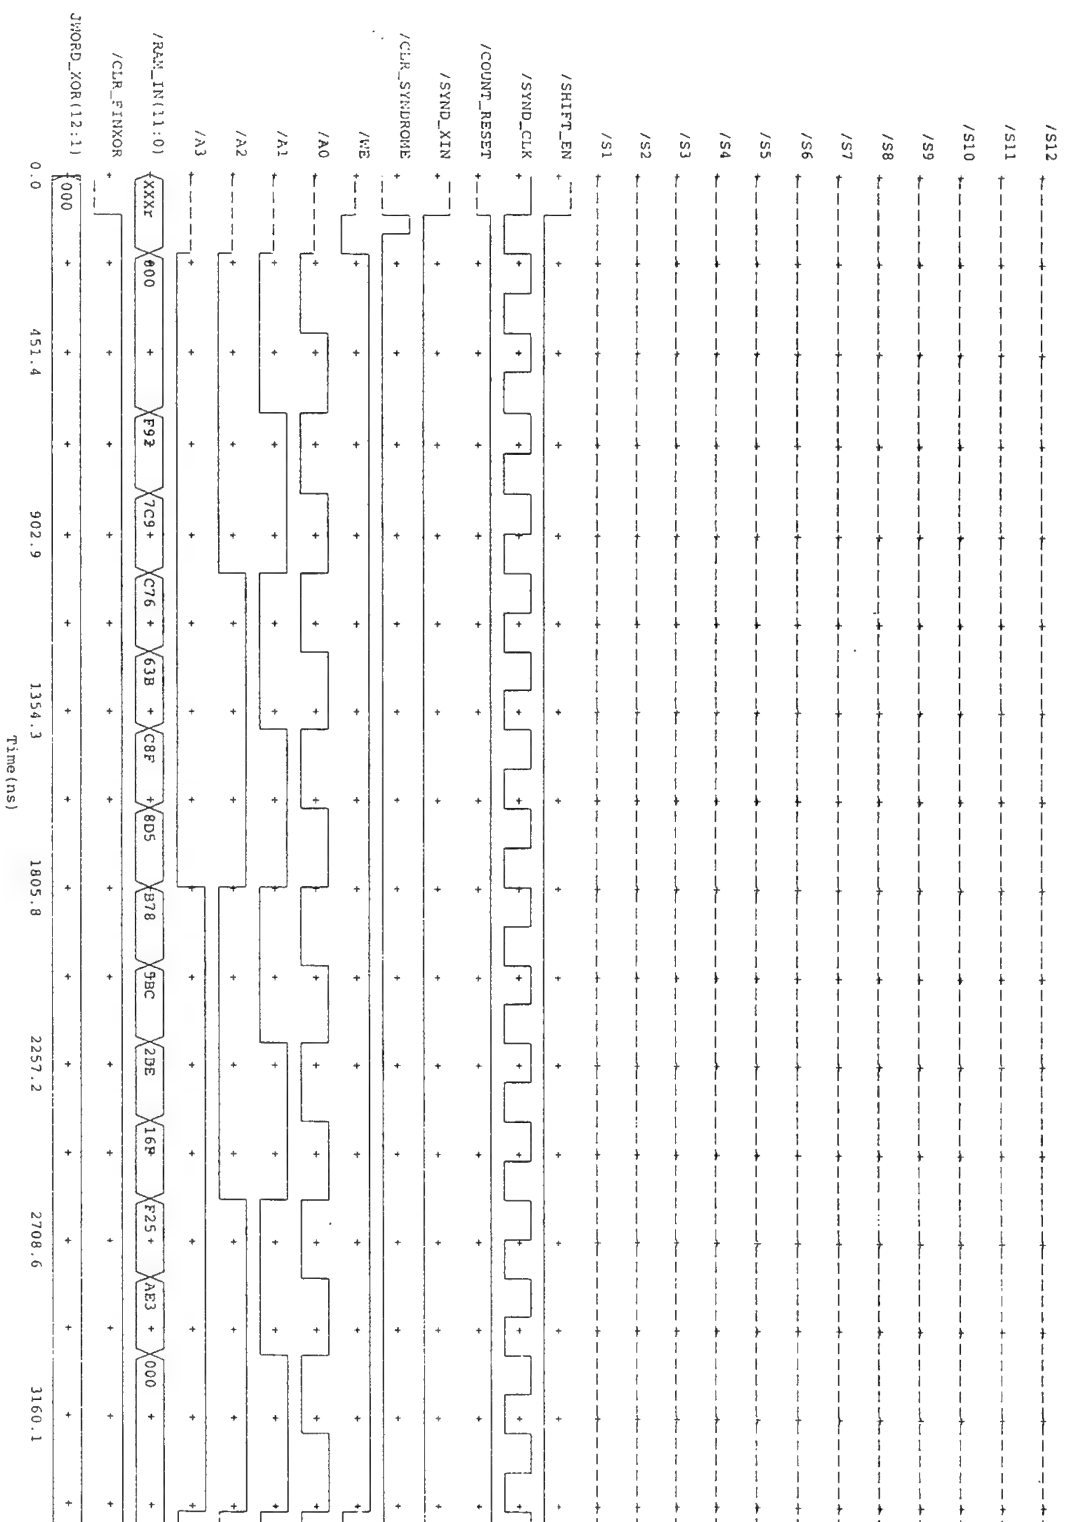 /S12
/S11
/S10
/S9
/S8
/S7
/S6
/S5
/S4
/S3
/S2
/S1
/SHIFT_EN
/SYND_CLK
/COUNT_RESET
/SYND_XIN
/CLR_SYNDROME
/WE
/A0
/A1
/A2
/A3
/RAM_IN(11:0) XXXr 000 F92 7C9 C76 63B C8F 8D5 B78 5BC 2DE 16F F25 AE3 000
/CLR_FINXOR
JWORD_XOR(12:1) 000
0.0 451.4 902.9 1354.3 1805.8 2257.2 2708.6 3160.1
Time(ns)